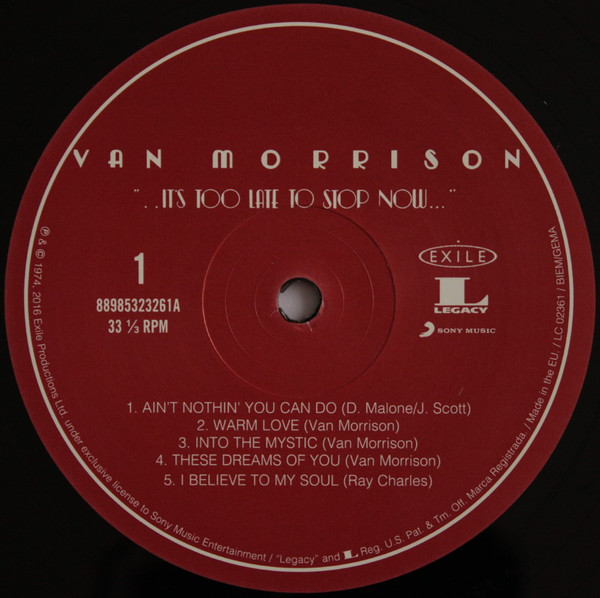 VAN MORRISON
"..IT'S TOO LATE TO STOP NOW..."
1
88985323261A
33 ⅓ RPM
EXILE
L
LEGACY
SONY MUSIC
1. AIN'T NOTHIN' YOU CAN DO (D. Malone/J. Scott)
2. WARM LOVE (Van Morrison)
3. INTO THE MYSTIC (Van Morrison)
4. THESE DREAMS OF YOU (Van Morrison)
5. I BELIEVE TO MY SOUL (Ray Charles)
℗ & © 1974, 2016 Exile Productions Ltd. under exclusive license to Sony Music Entertainment / "Legacy" and L Reg. U.S. Pat. & Tm. Off. Marca Registrada. / Made in the EU. / LC 02361 / BIEM/GEMA